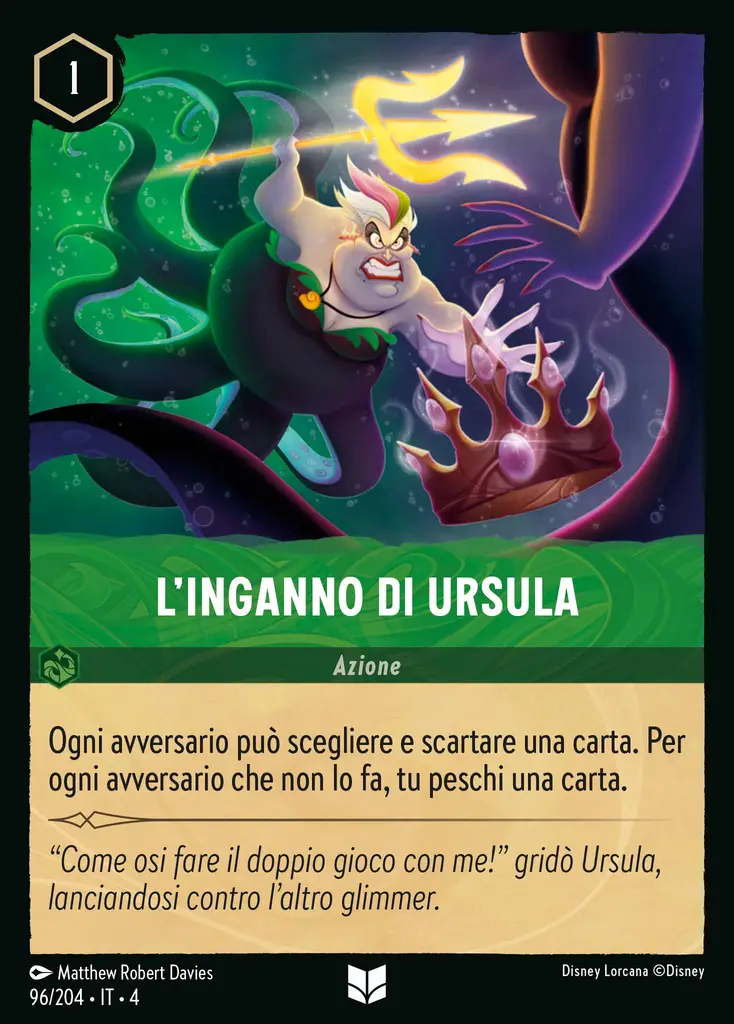 1
L'INGANNO DI URSULA
Azione
Ogni avversario può scegliere e scartare una carta. Per
ogni avversario che non lo fa, tu peschi una carta.
“Come osi fare il doppio gioco con me!” gridò Ursula,
lanciandosi contro l'altro glimmer.
Matthew Robert Davies
Disney Lorcana ©Disney
96/204 • IT • 4